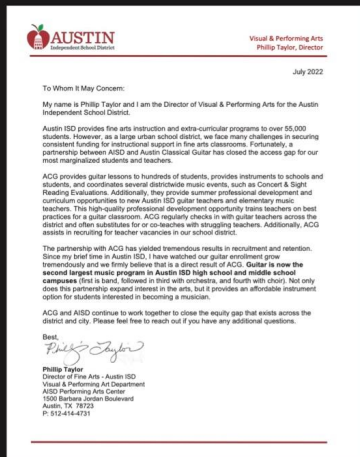 AUSTIN
Independent School District
Visual & Performing Arts
Phillip Taylor, Director
July 2022
To Whom It May Concern:
My name is Phillip Taylor and I am the Director of Visual & Performing Arts for the Austin
Independent School District.
Austin ISD provides fine arts instruction and extra-curricular programs to over 55,000
students. However, as a large urban school district, we face many challenges in securing
consistent funding for instructional support in fine arts classrooms. Fortunately, a
partnership between AISD and Austin Classical Guitar has closed the access gap for our
most marginalized students and teachers.
ACG provides guitar lessons to hundreds of students, provides instruments to schools and
students, and coordinates several districtwide music events, such as Concert & Sight
Reading Evaluations. Additionally, they provide summer professional development and
curriculum opportunities to new Austin ISD guitar teachers and elementary music
teachers. This high-quality professional development opportunity trains teachers on best
practices for a guitar classroom. ACG regularly checks in with guitar teachers across the
district and often substitutes for or co-teaches with struggling teachers. Additionally, ACG
assists in recruiting for teacher vacancies in our school district.
The partnership with ACG has yielded tremendous results in recruitment and retention.
Since my brief time in Austin ISD, I have watched our guitar enrollment grow
tremendously and we firmly believe that is a direct result of ACG. Guitar is now the
second largest music program in Austin ISD high school and middle school
campuses (first is band, followed in third with orchestra, and fourth with choir). Not only
does this partnership expand interest in the arts, but it provides an affordable instrument
option for students interested in becoming a musician.
ACG and AISD continue to work together to close the equity gap that exists across the
district and city. Please feel free to reach out if you have any additional questions.
Best,
Phillip Taylor
Phillip Taylor
Director of Fine Arts - Austin ISD
Visual & Performing Art Department
AISD Performing Arts Center
1500 Barbara Jordan Boulevard
Austin, TX 78723
P: 512-414-4731